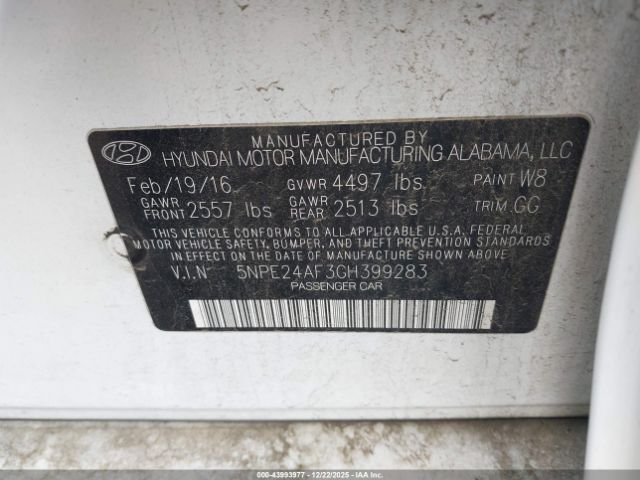 MANUFACTURED BY
HYUNDAI MOTOR MANUFACTURING ALABAMA, LLC
Feb/19/16 GVWR 4497 lbs. PAINT W8
GAWR FRONT 2557 lbs GAWR REAR 2513 lbs TRIM GG
THIS VEHICLE CONFORMS TO ALL APPLICABLE U.S.A. FEDERAL
MOTOR VEHICLE SAFETY, BUMPER, AND THEFT PREVENTION
STANDARDS IN EFFECT ON THE DATE OF MANUFACTURE SHOWN ABOVE.
V.I.N 5NPE24AF3GH399283
PASSENGER CAR
000-43993977 • 12/22/2025 • iaai.com